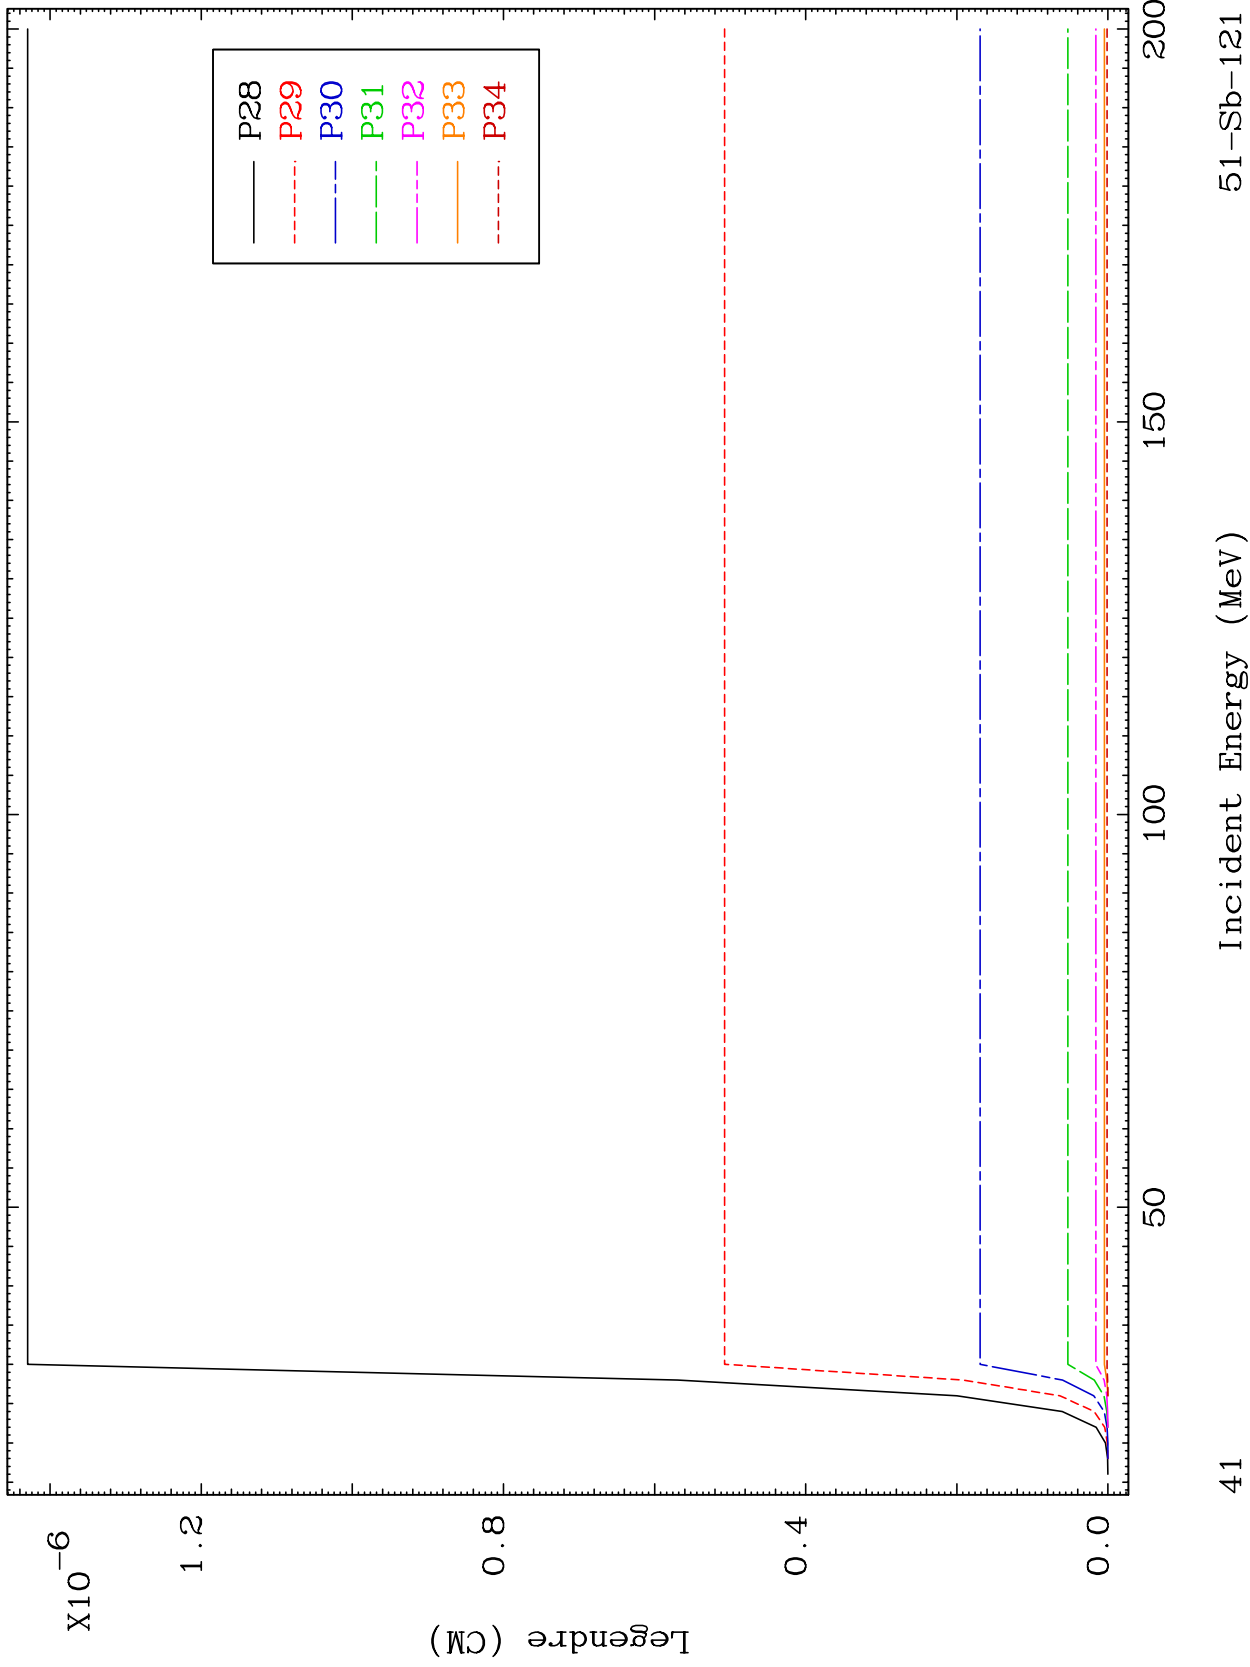 X10-6
1.2
0.8
0.4
0.0
Legendre (CM)
P28
P29
P30
P31
P32
P33
P34
50
100
150
200
Incident Energy (MeV)
41
51-Sb-121